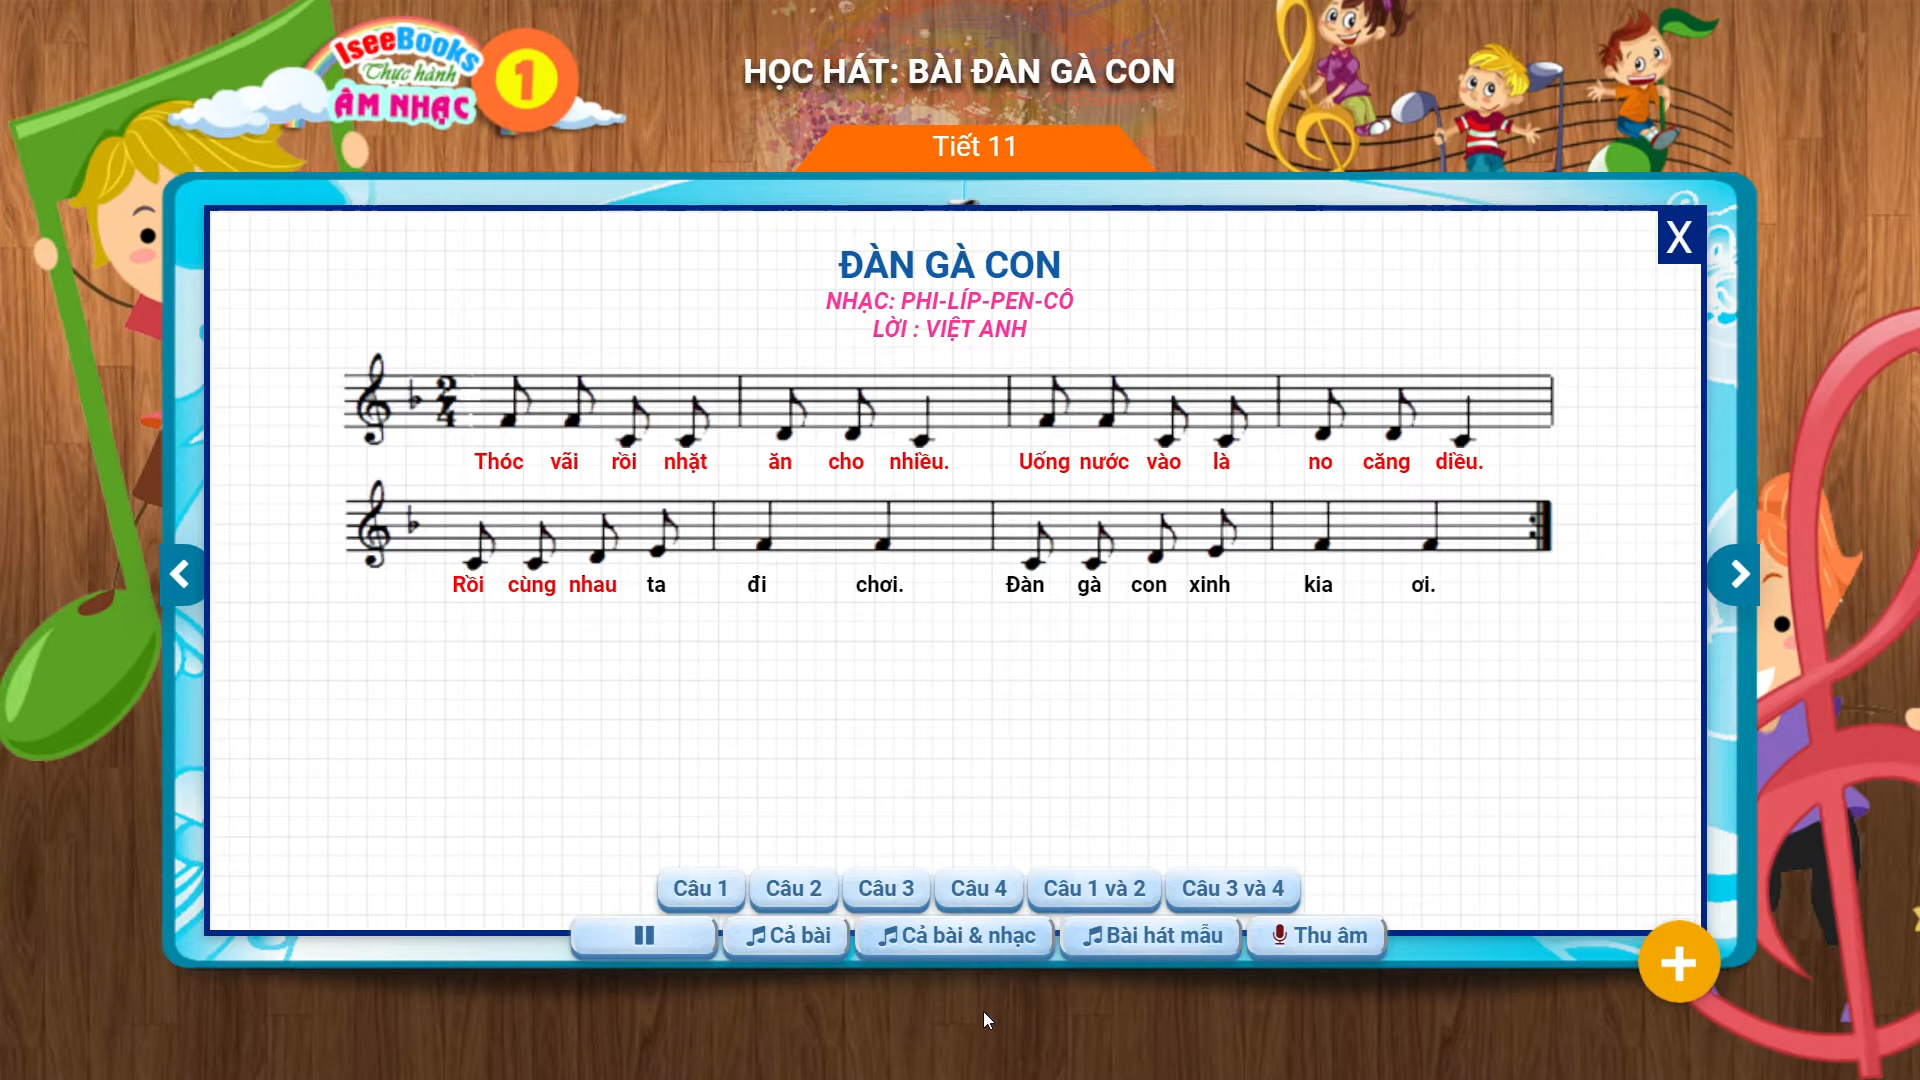 IseeBooks
Thực hành
ÂM NHẠC
1
HỌC HÁT: BÀI ĐÀN GÀ CON
Tiết 11
X
ĐÀN GÀ CON
NHẠC: PHI-LÍP-PEN-CÔ
LỜI : VIỆT ANH
2
4
Thóc vãi rồi nhặt ăn cho nhiều. Uống nước vào là no căng diều.
Rồi cùng nhau ta đi chơi. Đàn gà con xinh kia ơi.
Câu 1 Câu 2 Câu 3 Câu 4 Câu 1 và 2 Câu 3 và 4
Cả bài Cả bài & nhạc Bài hát mẫu Thu âm